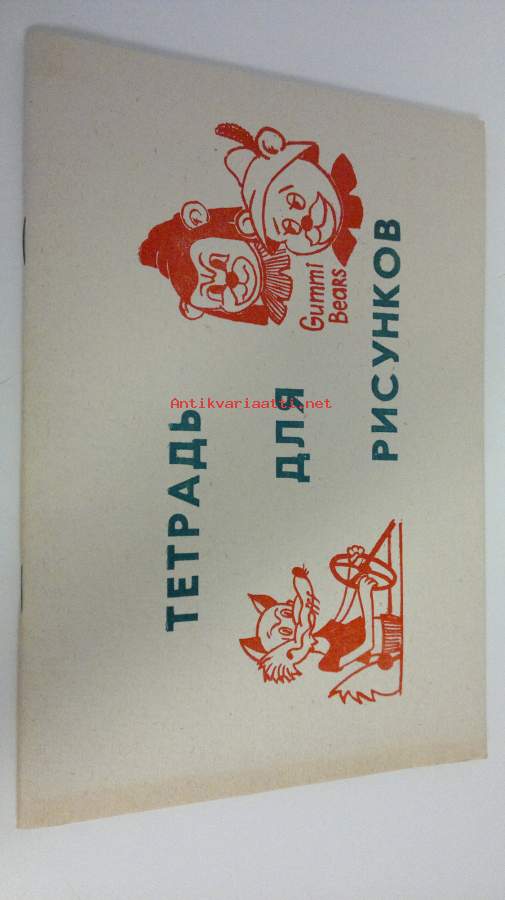 ТЕТРАДЬ
ДЛЯ
РИСУНКОВ
Gummi
Bears
Antikvariaatti.net